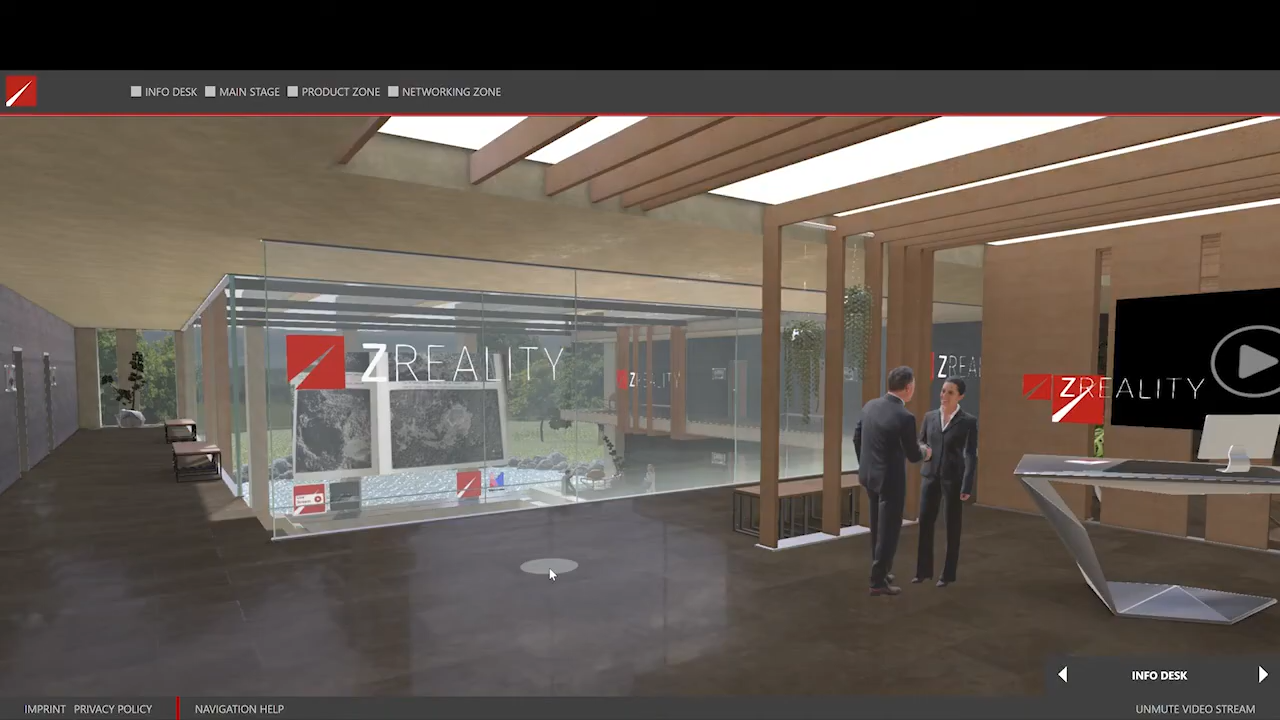 INFO DESK MAIN STAGE PRODUCT ZONE NETWORKING ZONE
ZREALITY
ZREALITY
ZREA
ZREALITY
INFO DESK
IMPRINT PRIVACY POLICY NAVIGATION HELP UNMUTE VIDEO STREAM